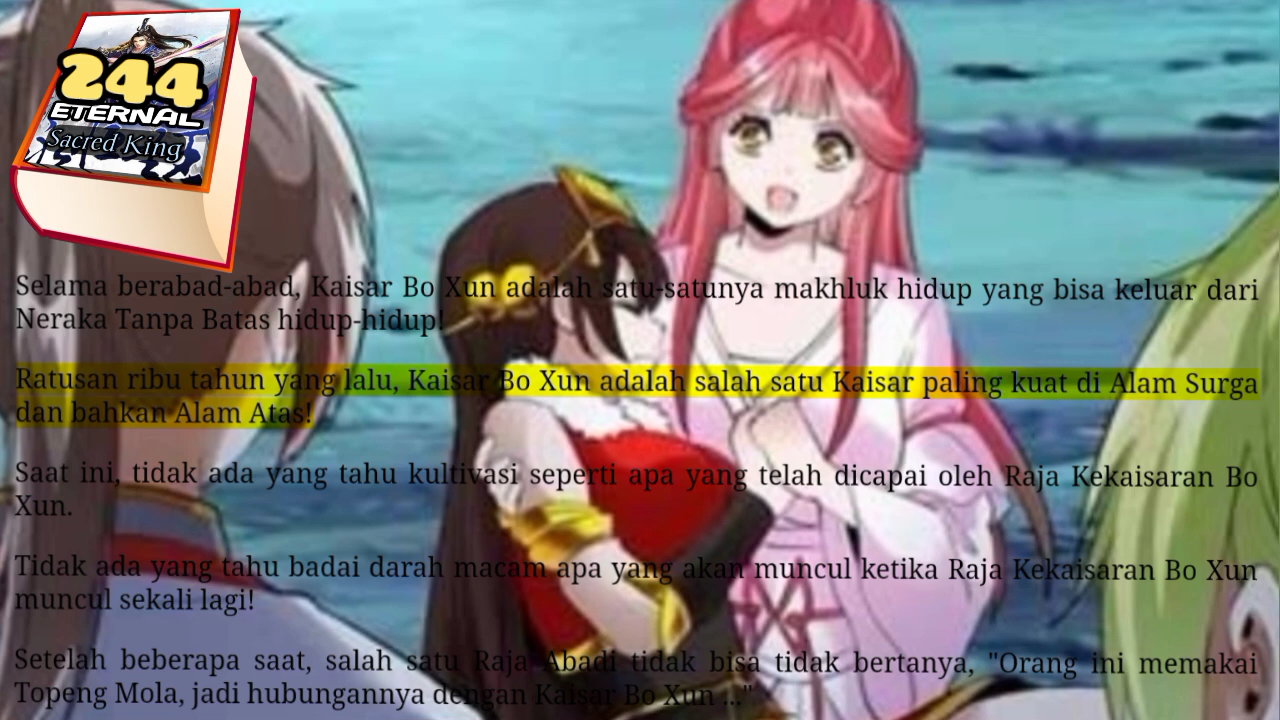 244
ETERNAL
Sacred King
Selama berabad-abad, Kaisar Bo Xun adalah satu-satunya makhluk hidup yang bisa keluar dari
Neraka Tanpa Batas hidup-hidup!
Ratusan ribu tahun yang lalu, Kaisar Bo Xun adalah salah satu Kaisar paling kuat di Alam Surga
dan bahkan Alam Atas!
Saat ini, tidak ada yang tahu kultivasi seperti apa yang telah dicapai oleh Raja Kekaisaran Bo
Xun.
Tidak ada yang tahu badai darah macam apa yang akan muncul ketika Raja Kekaisaran Bo Xun
muncul sekali lagi!
Setelah beberapa saat, salah satu Raja Abadi tidak bisa tidak bertanya, "Orang ini memakai
Topeng Mola, jadi hubungannya dengan Kaisar Bo Xun ..."